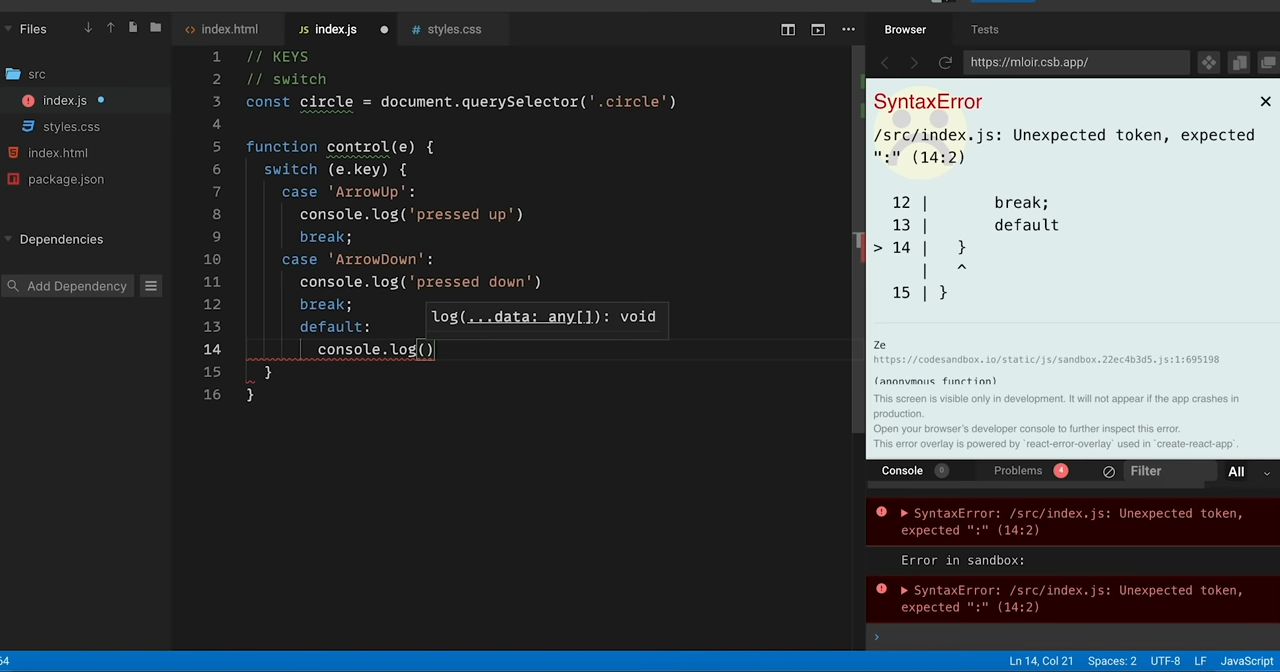 Files
index.html
JS index.js
# styles.css
src
index.js
styles.css
index.html
package.json
Dependencies
Add Dependency
1 // KEYS
2 // switch
3 const circle = document.querySelector('.circle')
4
5 function control(e) {
6 switch (e.key) {
7 case 'ArrowUp':
8 console.log('pressed up')
9 break;
10 case 'ArrowDown':
11 console.log('pressed down')
12 break;
log(...data: any[]): void
13 default:
14 console.log()
15 }
16 }
Browser
Tests
https://mloir.csb.app/
SyntaxError
/src/index.js: Unexpected token, expected
":" (14:2)
12 | break;
13 | default
> 14 | }
| ^
15 | }
Ze
https://codesandbox.io/static/js/sandbox.22ec4b3d5.js:1:695198
(anonymous function)
This screen is visible only in development. It will not appear if the app crashes in
production.
Open your browser's developer console to further inspect this error.
This error overlay is powered by `react-error-overlay` used in `create-react-app`.
Console 0 Problems 4 Filter All
SyntaxError: /src/index.js: Unexpected token,
expected ":" (14:2)
Error in sandbox:
SyntaxError: /src/index.js: Unexpected token,
expected ":" (14:2)
64
Ln 14, Col 21 Spaces: 2 UTF-8 LF JavaScript